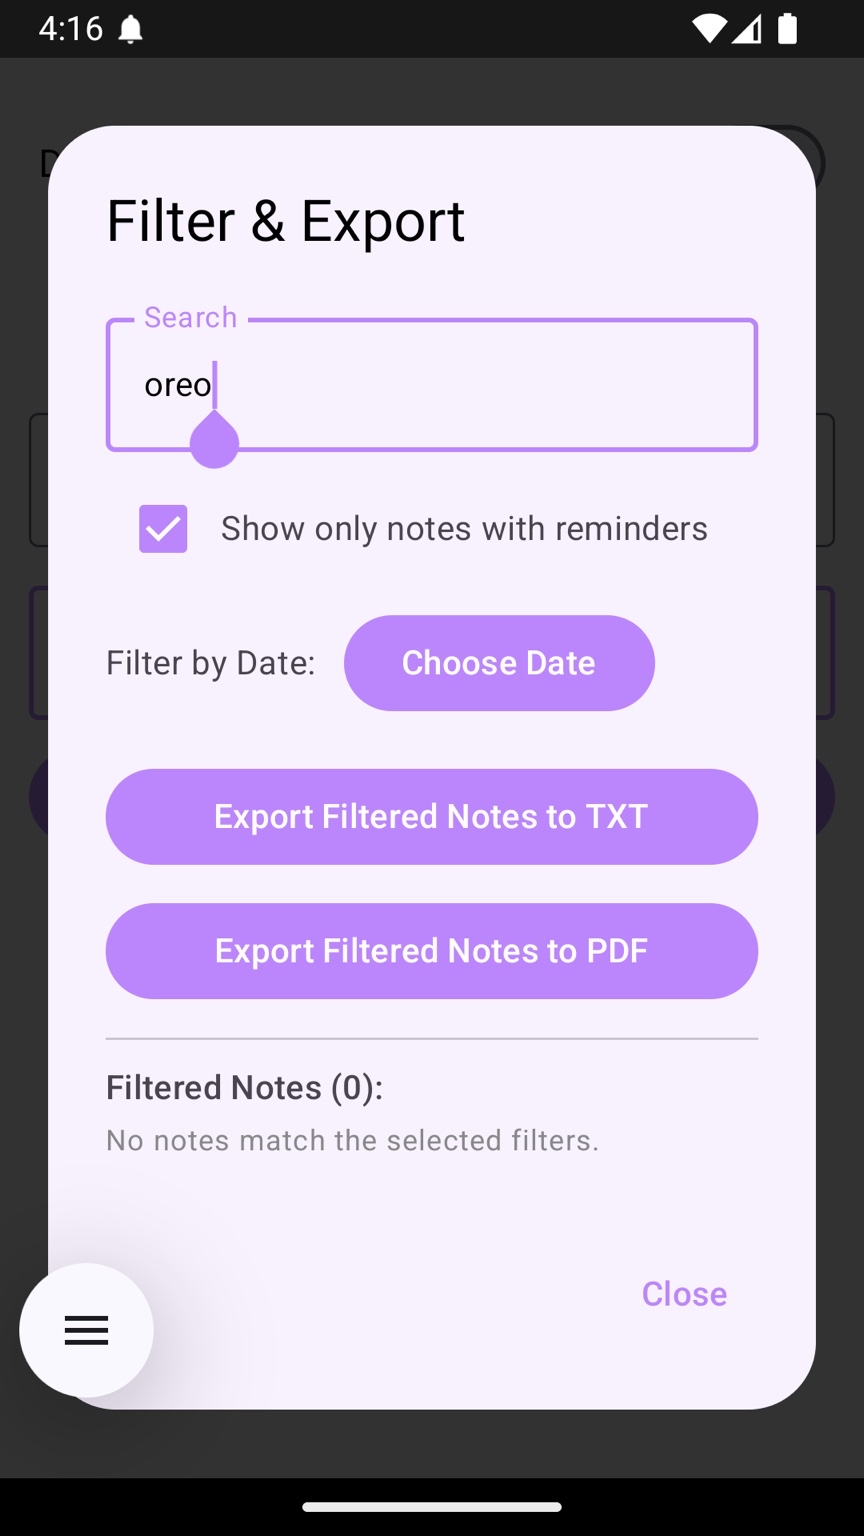 4:16
D
Filter & Export
Search
oreo
Show only notes with reminders
Filter by Date:
Choose Date
Export Filtered Notes to TXT
Export Filtered Notes to PDF
Filtered Notes (0):
No notes match the selected filters.
Close